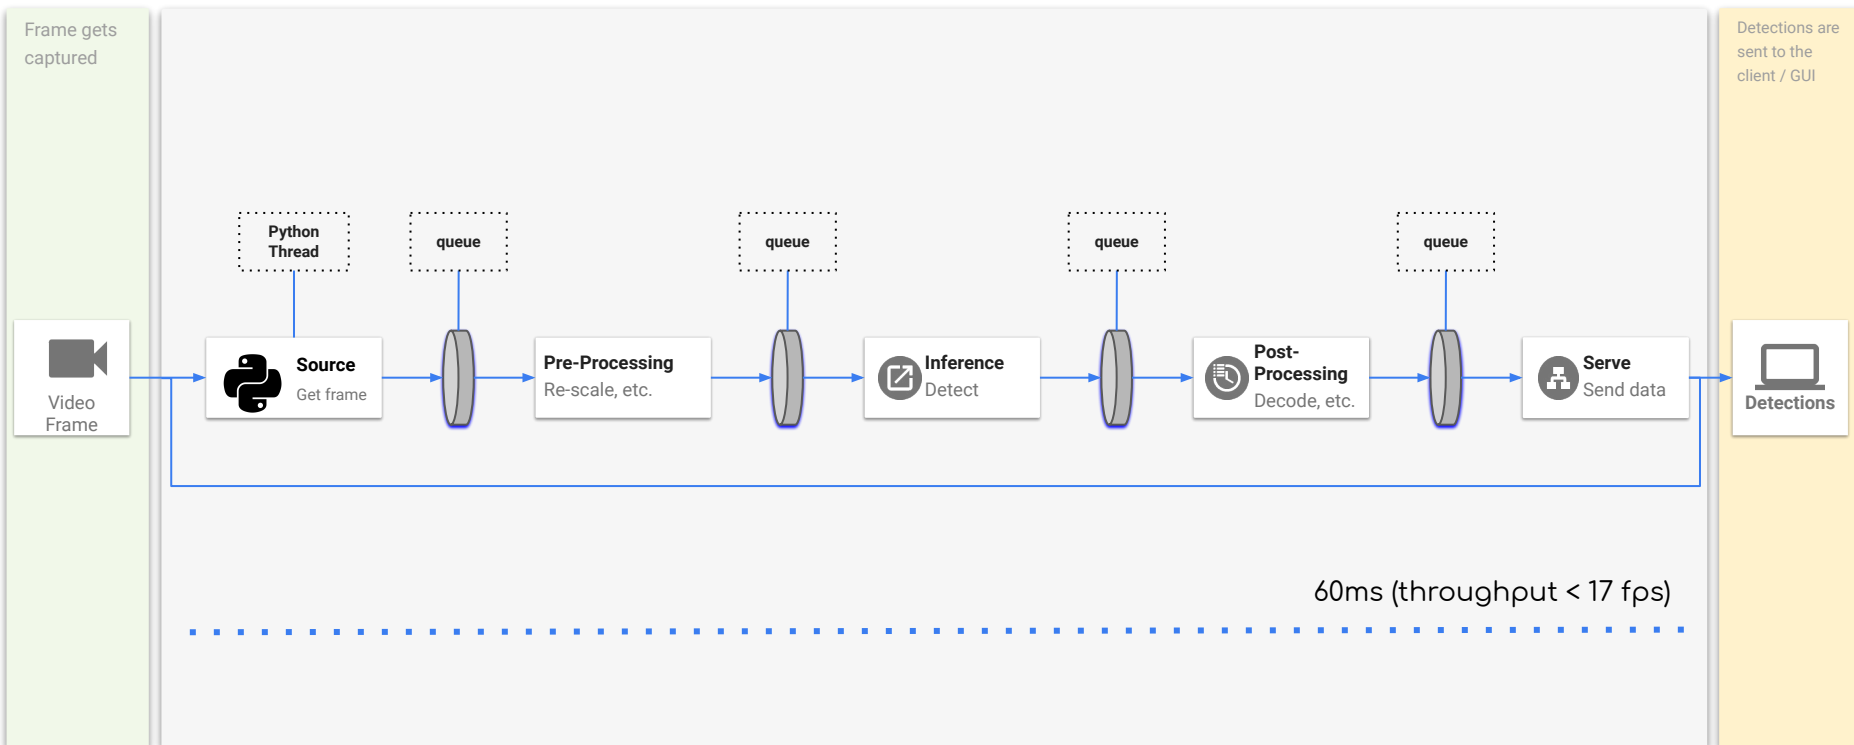 Frame gets
captured
Detections are
sent to the
client / GUI
Python
Thread
queue
queue
queue
queue
Video
Frame
Source
Get frame
Pre-Processing
Re-scale, etc.
Inference
Detect
Post-
Processing
Decode, etc.
Serve
Send data
Detections
60ms (throughput < 17 fps)